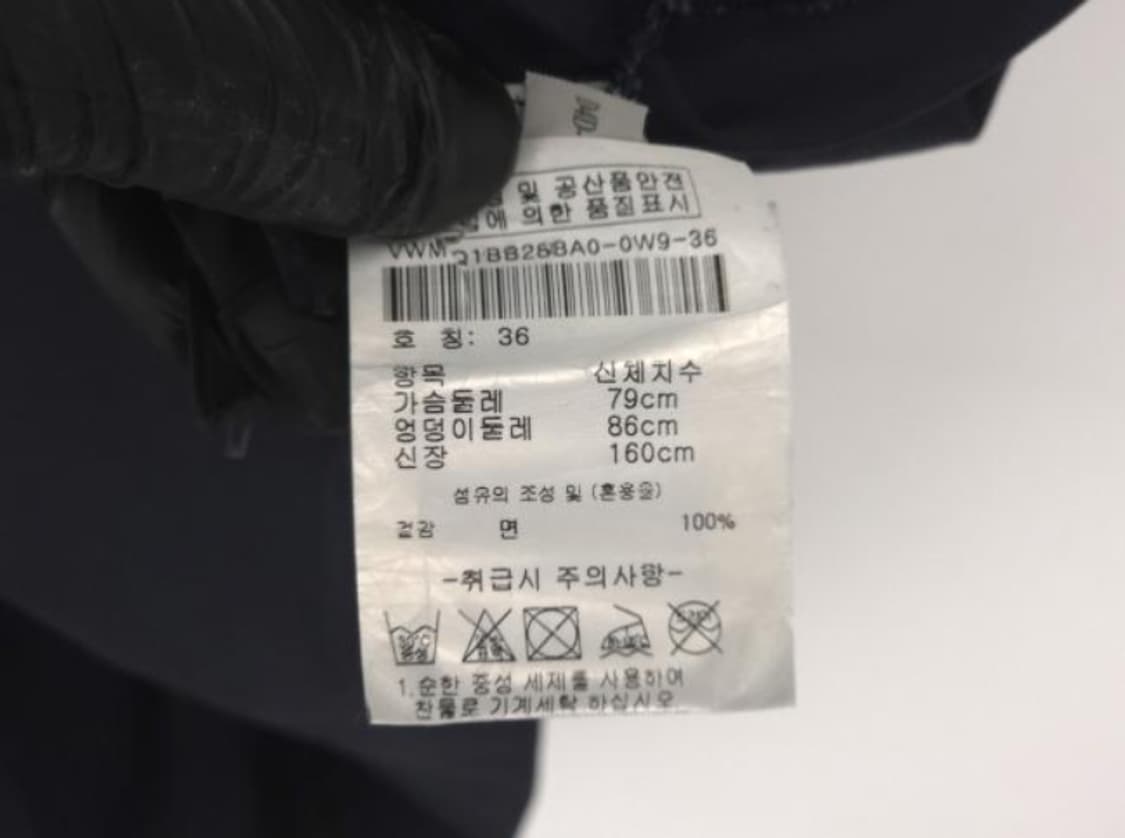 및 공산품안전
에 의한 품질표시
VWM Q1BB25BA0-0W9-36
호 칭: 36
항목 신체치수
가슴둘레 79cm
엉덩이둘레 86cm
신장 160cm
섬유의 조성 및 (혼용율)
겉감 면 100%
-취급시 주의사항-
1.순한 중성 세제를 사용하여
찬물로 기계세탁 하십시오.